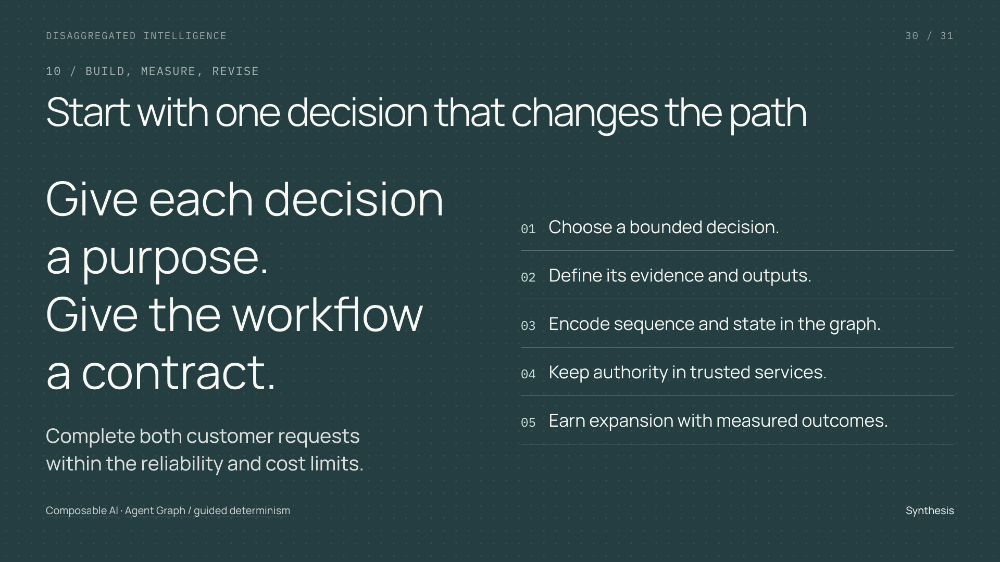 DISAGGREGATED INTELLIGENCE
30 / 31
10 / BUILD, MEASURE, REVISE
Start with one decision that changes the path
Give each decision
a purpose.
Give the workflow
a contract.
Complete both customer requests
within the reliability and cost limits.
01 Choose a bounded decision.
02 Define its evidence and outputs.
03 Encode sequence and state in the graph.
04 Keep authority in trusted services.
05 Earn expansion with measured outcomes.
Composable AI · Agent Graph / guided determinism
Synthesis